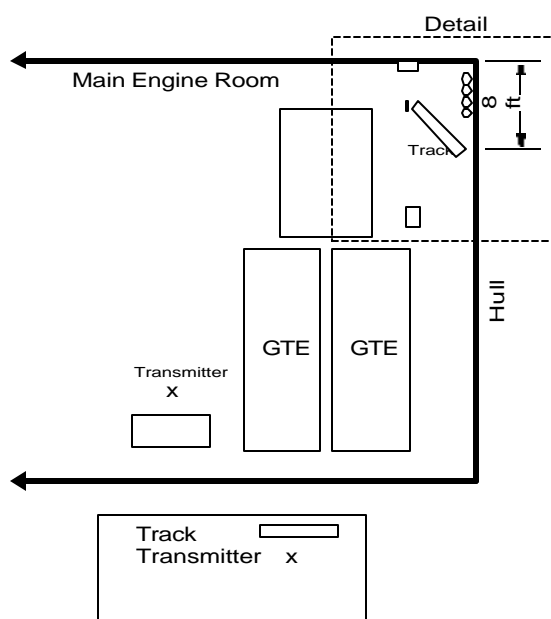 Detail
Main Engine Room
8 ft
Track
GTE
GTE
Hull
Transmitter
x
Track
Transmitter x